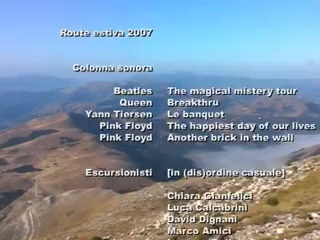 Route estiva 2007
Colonna sonora
Beatles The magical mistery tour
Queen Breakthru
Yann Tiersen Le banquet
Pink Floyd The happiest day of our lives
Pink Floyd Another brick in the wall
Escursionisti [in (dis)ordine casuale]
Chiara Gianfelici
Luca Calcabrini
David Dignani
Marco Amici